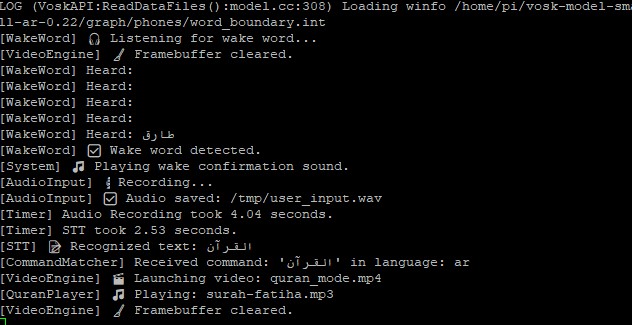 LOG (VoskAPI:ReadDataFiles():model.cc:308) Loading winfo /home/pi/vosk-model-sma
ll-ar-0.22/graph/phones/word_boundary.int
[WakeWord] 🎧 Listening for wake word...
[VideoEngine] 🧹 Framebuffer cleared.
[WakeWord] Heard:
[WakeWord] Heard:
[WakeWord] Heard:
[WakeWord] Heard:
[WakeWord] Heard: طارق
[WakeWord] ✅ Wake word detected.
[System] 🎵 Playing wake confirmation sound.
[AudioInput] 🎙 Recording...
[AudioInput] ✅ Audio saved: /tmp/user_input.wav
[Timer] Audio Recording took 4.04 seconds.
[Timer] STT took 2.53 seconds.
[STT] 📝 Recognized text: القرآن
[CommandMatcher] Received command: 'القرآن' in language: ar
[VideoEngine] 🎬 Launching video: quran_mode.mp4
[QuranPlayer] 🎵 Playing: surah-fatiha.mp3
[VideoEngine] 🧹 Framebuffer cleared.